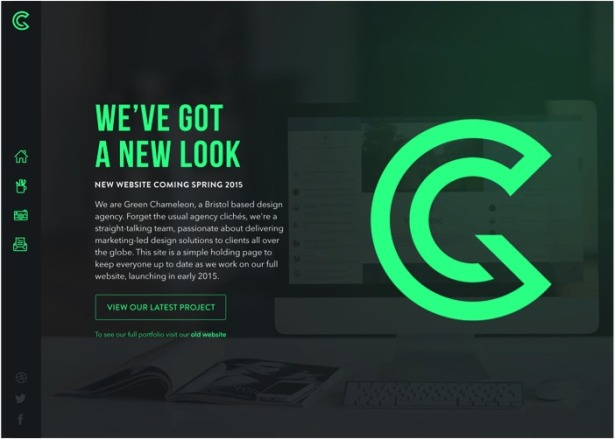 WE'VE GOT
A NEW LOOK
NEW WEBSITE COMING SPRING 2015
We are Green Chameleon, a Bristol based design
agency. Forget the usual agency clichés, we're a
straight-talking team, passionate about delivering
marketing-led design solutions to clients all over
the globe. This site is a simple holding page to
keep everyone up to date as we work on our full
website, launching in early 2015.
VIEW OUR LATEST PROJECT
To see our full portfolio visit our old website